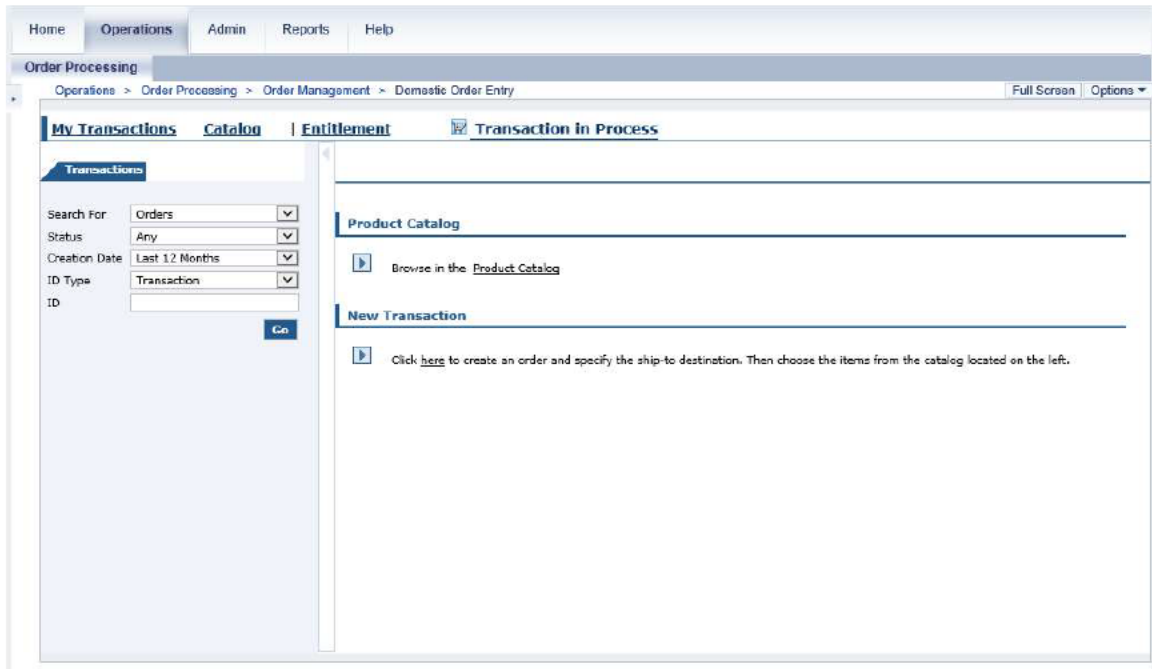 Home Operations Admin Reports Help
Order Processing
Operations > Order Processing > Order Management > Domestic Order Entry Full Screen Options
My Transactions Catalog | Entitlement Transaction in Process
Transactions
Search For Orders
Status Any
Creation Date Last 12 Months
ID Type Transaction
ID
Go
Product Catalog
Browse in the Product Catalog
New Transaction
Click here to create an order and specify the ship-to destination. Then choose the items from the catalog located on the left.